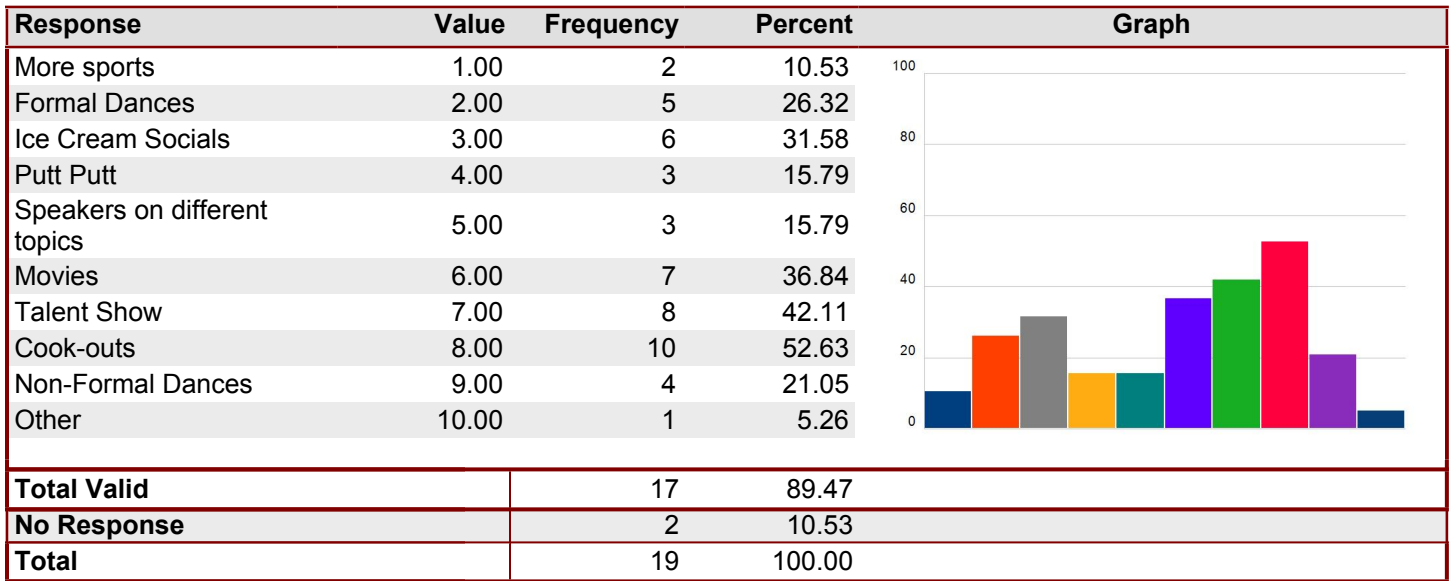 Response Value Frequency Percent Graph
More sports 1.00 2 10.53
Formal Dances 2.00 5 26.32
Ice Cream Socials 3.00 6 31.58
Putt Putt 4.00 3 15.79
Speakers on different
topics 5.00 3 15.79
Movies 6.00 7 36.84
Talent Show 7.00 8 42.11
Cook-outs 8.00 10 52.63
Non-Formal Dances 9.00 4 21.05
Other 10.00 1 5.26
100
80
60
40
20
0
Total Valid 17 89.47
No Response 2 10.53
Total 19 100.00